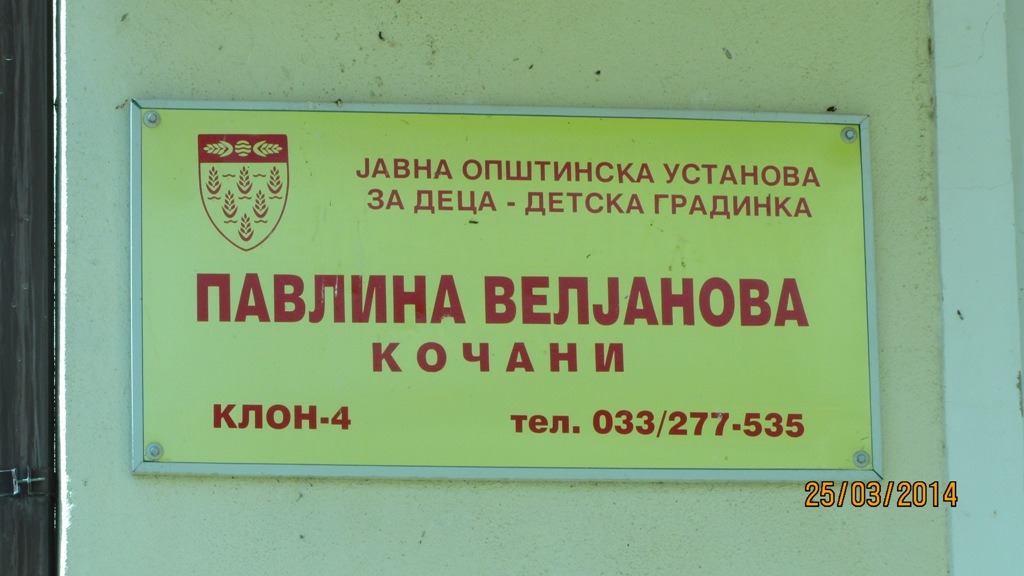 ЈАВНА ОПШТИНСКА УСТАНОВА
ЗА ДЕЦА - ДЕТСКА ГРАДИНКА
ПАВЛИНА ВЕЛЈАНОВА
КОЧАНИ
КЛОН-4 тел. 033/277-535
25/03/2014